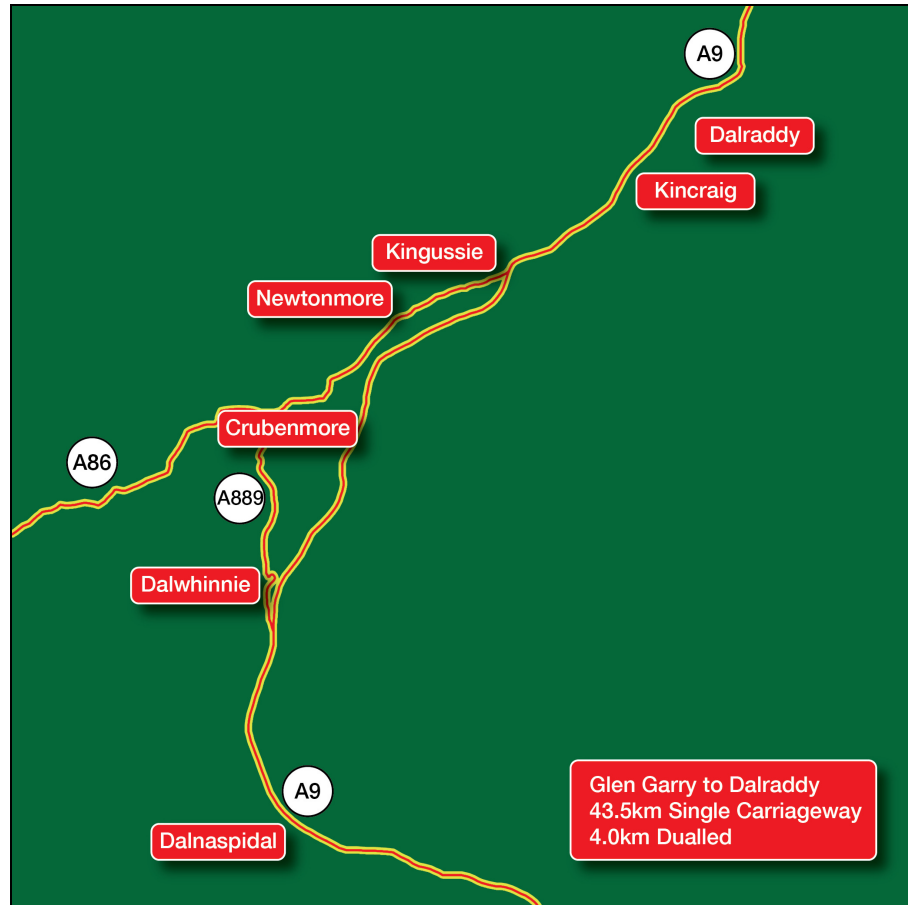 A9
Dalraddy
Kincraig
Kingussie
Newtonmore
Crubenmore
A86
A889
Dalwhinnie
A9
Dalnaspidal
Glen Garry to Dalraddy
43.5km Single Carriageway
4.0km Dualled